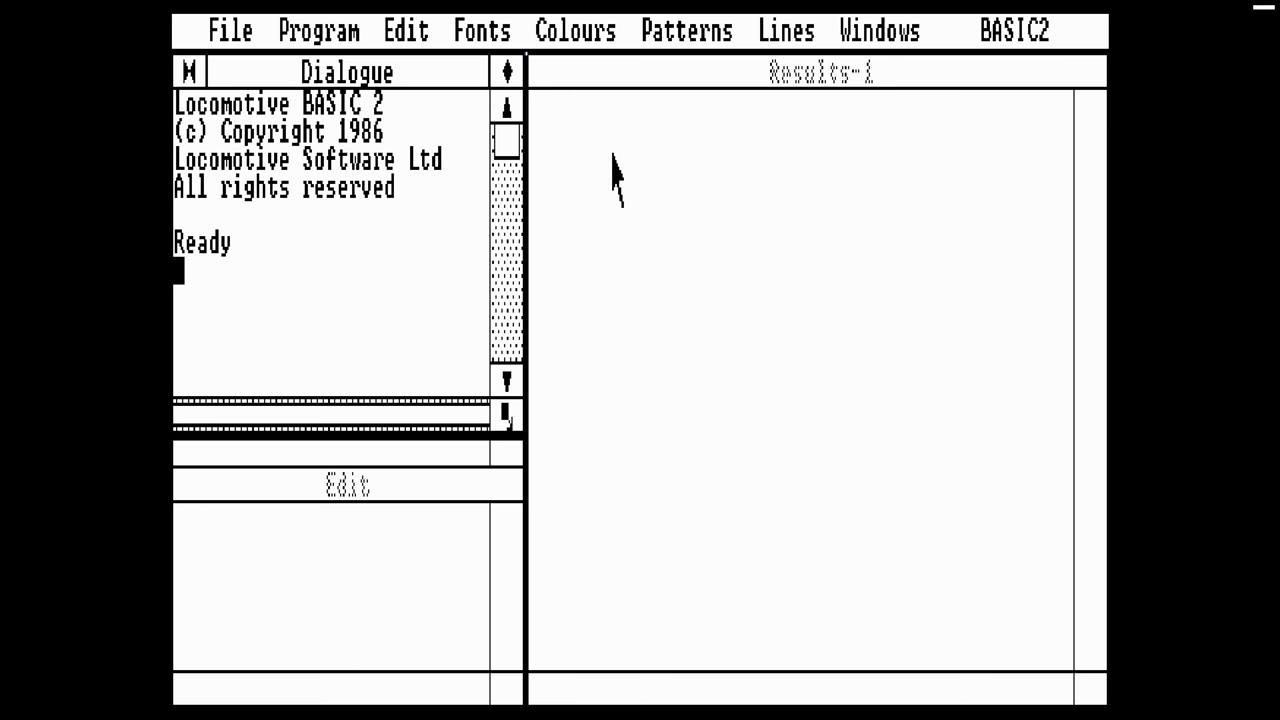 File Program Edit Fonts Colours Patterns Lines Windows BASIC2
Dialogue
Locomotive BASIC 2
(c) Copyright 1986
Locomotive Software Ltd
All rights reserved
Ready
Results-1
Edit